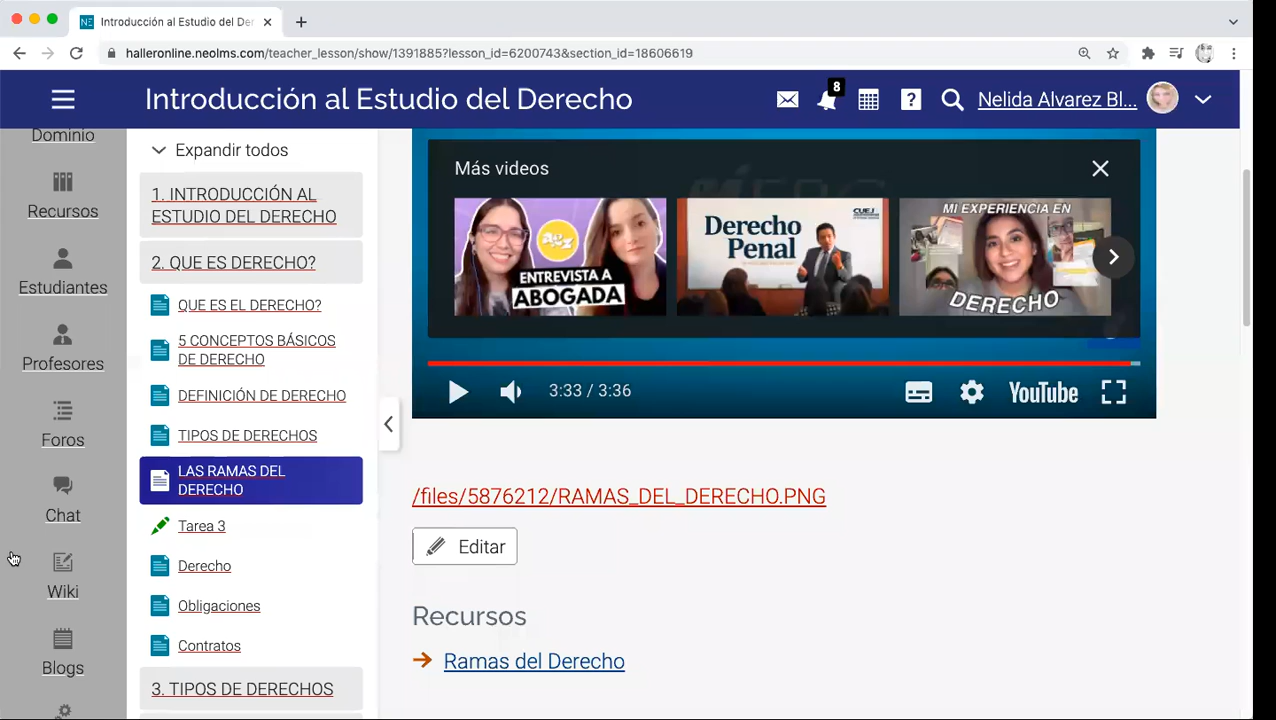 Introducción al Estudio del Der
halleronline.neolms.com/teacher_lesson/show/1391885?lesson_id=6200743&section_id=18606619
Introducción al Estudio del Derecho
8
?
Nelida Alvarez Bl...
Dominio
Recursos
Estudiantes
Profesores
Foros
Chat
Wiki
Blogs
Expandir todos
1. INTRODUCCIÓN AL
ESTUDIO DEL DERECHO
2. QUE ES DERECHO?
QUE ES EL DERECHO?
5 CONCEPTOS BÁSICOS
DE DERECHO
DEFINICIÓN DE DERECHO
TIPOS DE DERECHOS
LAS RAMAS DEL
DERECHO
Tarea 3
Derecho
Obligaciones
Contratos
3. TIPOS DE DERECHOS
Más videos
ENTREVISTA A
ABOGADA
Derecho
Penal
CUEJ
MI EXPERIENCIA EN
DERECHO
3:33 / 3:36
YouTube
/files/5876212/RAMAS_DEL_DERECHO.PNG
Editar
Recursos
Ramas del Derecho